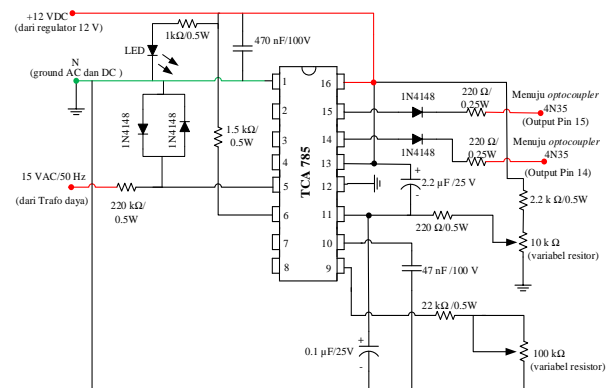 +12 VDC
(dari regulator 12 V)
1kΩ/0.5W
LED
470 nF/100V
N
(ground AC dan DC )
1N4148
1N4148
1.5 kΩ/
0.5W
15 VAC/50 Hz
(dari Trafo daya)
220 kΩ/
0.5W
TCA 785
1
2
3
4
5
6
7
8
16
15
14
13
12
11
10
9
1N4148
220 Ω/
0.25W
Menuju optocoupler
4N35
(Output Pin 15)
1N4148
220 Ω/
0.25W
Menuju optocoupler
4N35
(Output Pin 14)
+
2.2 µF/25 V
-
2.2 k Ω/0.5W
220 Ω/0.5W
10 k Ω
(variabel resitor)
47 nF/100 V
22 kΩ/0.5W
+
0.1 µF/25V
-
100 kΩ
(variabel resistor)